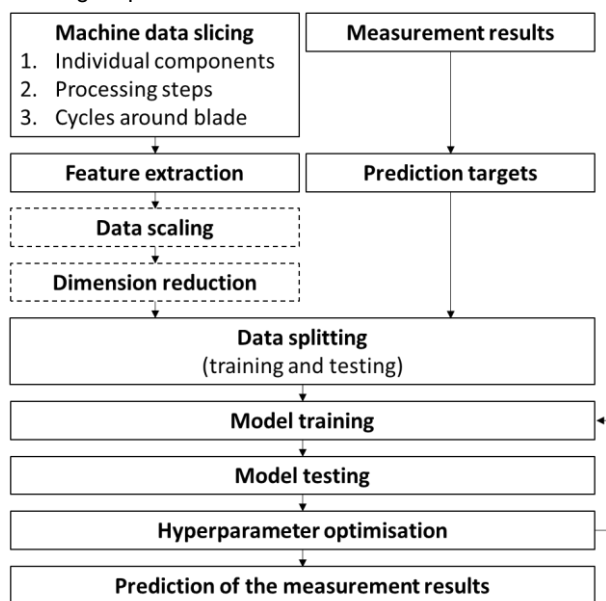 Machine data slicing
1. Individual components
2. Processing steps
3. Cycles around blade
Measurement results
Feature extraction
Prediction targets
Data scaling
Dimension reduction
Data splitting
(training and testing)
Model training
Model testing
Hyperparameter optimisation
Prediction of the measurement results